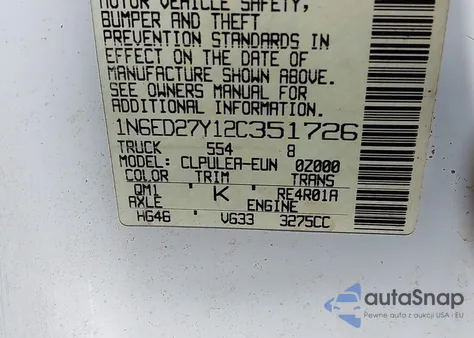 MOTOR VEHICLE SAFETY,
BUMPER AND THEFT
PREVENTION STANDARDS IN
EFFECT ON THE DATE OF
MANUFACTURE SHOWN ABOVE.
SEE OWNERS MANUAL FOR
ADDITIONAL INFORMATION
1N6ED27Y12C351726
TRUCK 554 8
MODEL: CLPULEA-EUN 0Z000
COLOR TRIM TRANS
QM1 K RE4R01A
AXLE ENGINE
HG46 VG33 3275CC
autoSnap
Pewne auto z aukcji USA - EU